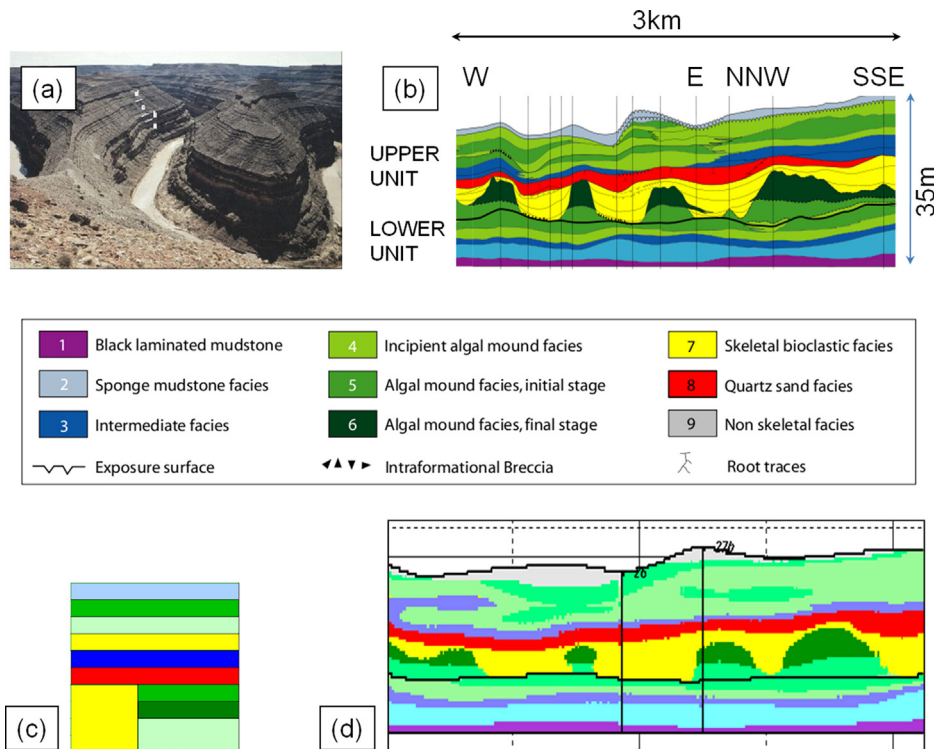 3km
(a)
(b)
W
E
NNW
SSE
UPPER
UNIT
LOWER
UNIT
35m
1 Black laminated mudstone
4 Incipient algal mound facies
7 Skeletal bioclastic facies
2 Sponge mudstone facies
5 Algal mound facies, initial stage
8 Quartz sand facies
3 Intermediate facies
6 Algal mound facies, final stage
9 Non skeletal facies
Exposure surface
Intraformational Breccia
Root traces
26
(c)
(d)